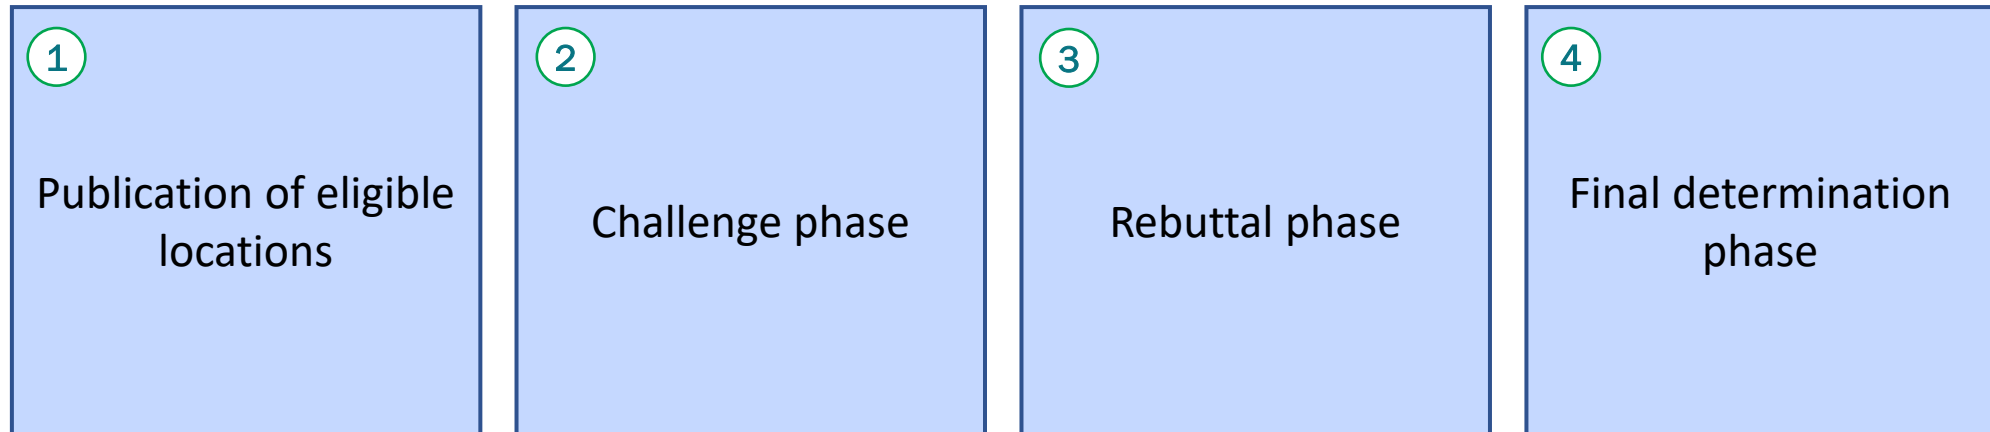 1
Publication of eligible
locations
2
Challenge phase
3
Rebuttal phase
4
Final determination
phase